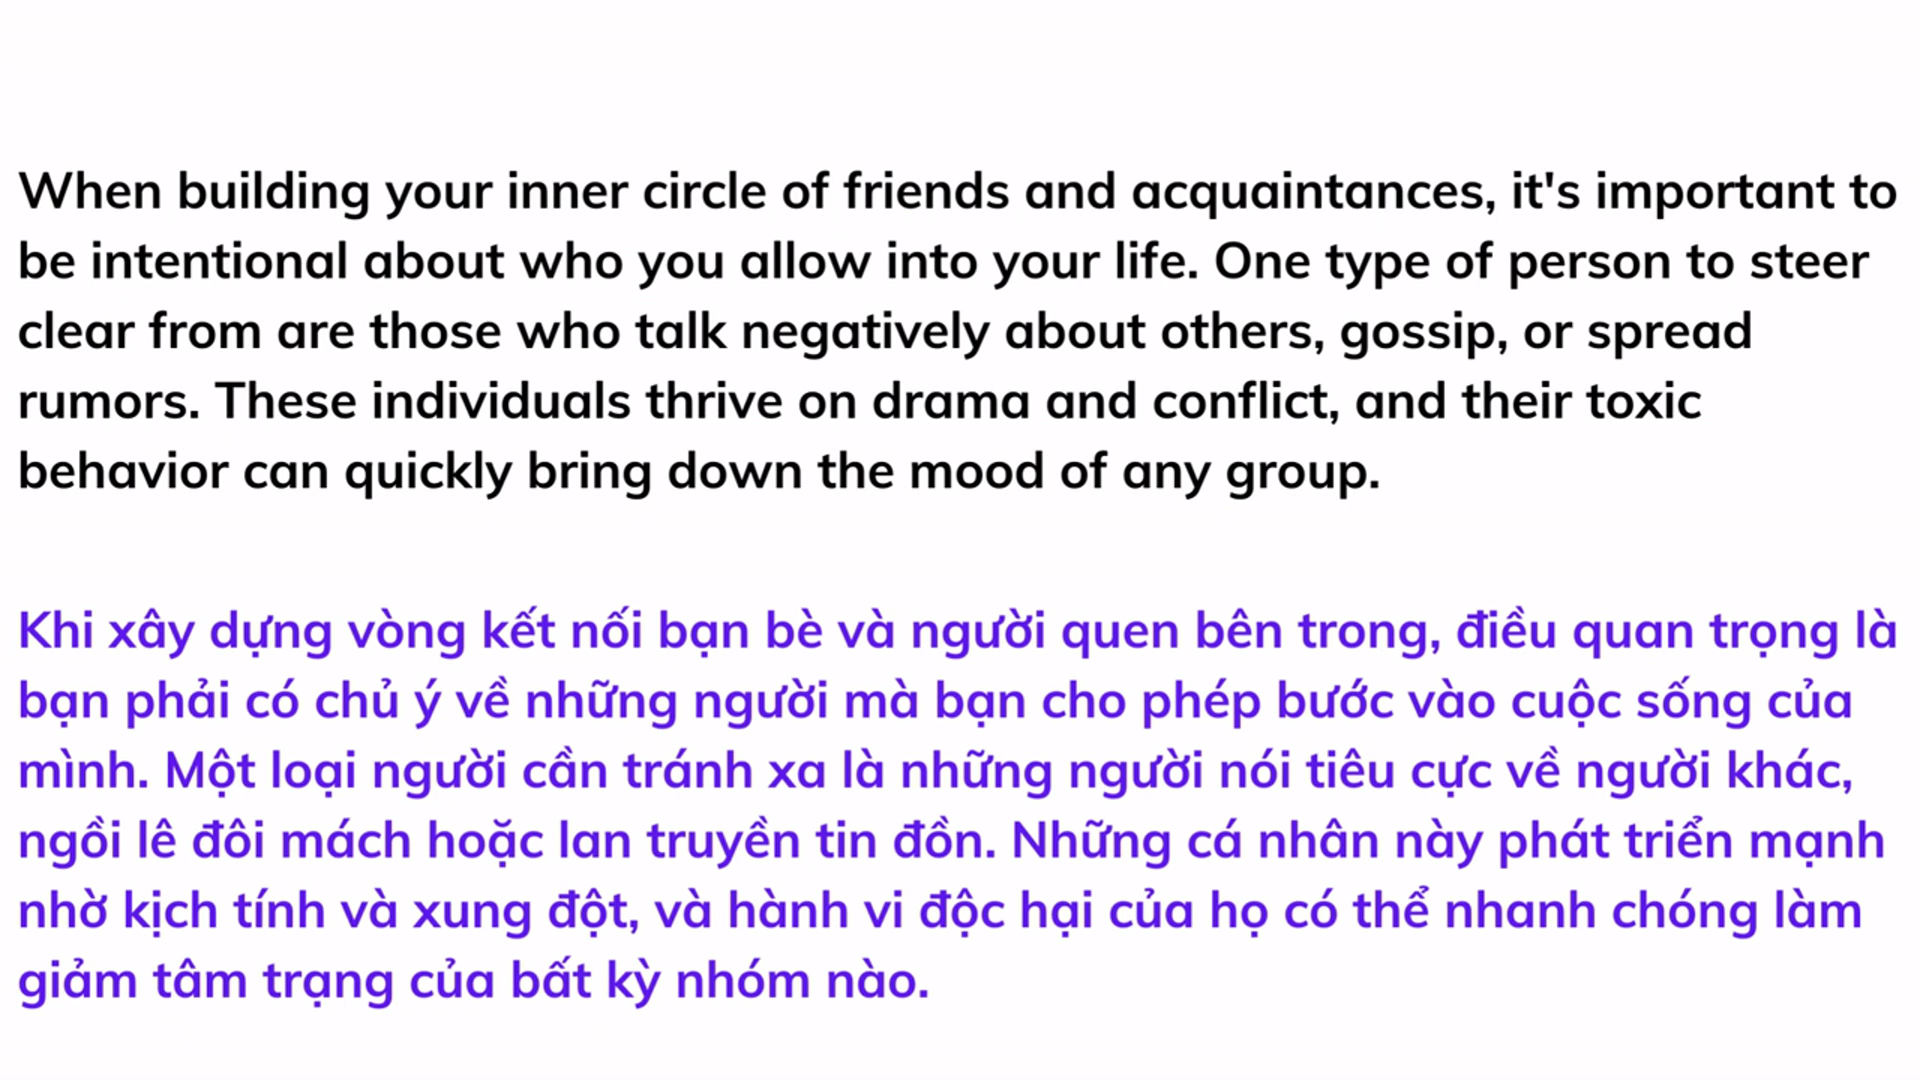 When building your inner circle of friends and acquaintances, it's important to
be intentional about who you allow into your life. One type of person to steer
clear from are those who talk negatively about others, gossip, or spread
rumors. These individuals thrive on drama and conflict, and their toxic
behavior can quickly bring down the mood of any group.
Khi xây dựng vòng kết nối bạn bè và người quen bên trong, điều quan trọng là
bạn phải có chủ ý về những người mà bạn cho phép bước vào cuộc sống của
mình. Một loại người cần tránh xa là những người nói tiêu cực về người khác,
ngồi lê đôi mách hoặc lan truyền tin đồn. Những cá nhân này phát triển mạnh
nhờ kịch tính và xung đột, và hành vi độc hại của họ có thể nhanh chóng làm
giảm tâm trạng của bất kỳ nhóm nào.